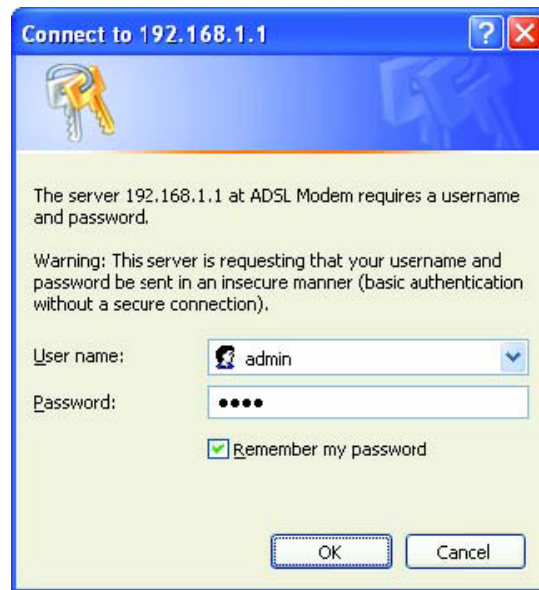 Connect to 192.168.1.1
The server 192.168.1.1 at ADSL Modem requires a username
and password.
Warning: This server is requesting that your username and
password be sent in an insecure manner (basic authentication
without a secure connection).
User name: admin
Password: ●●●●
Remember my password
OK Cancel